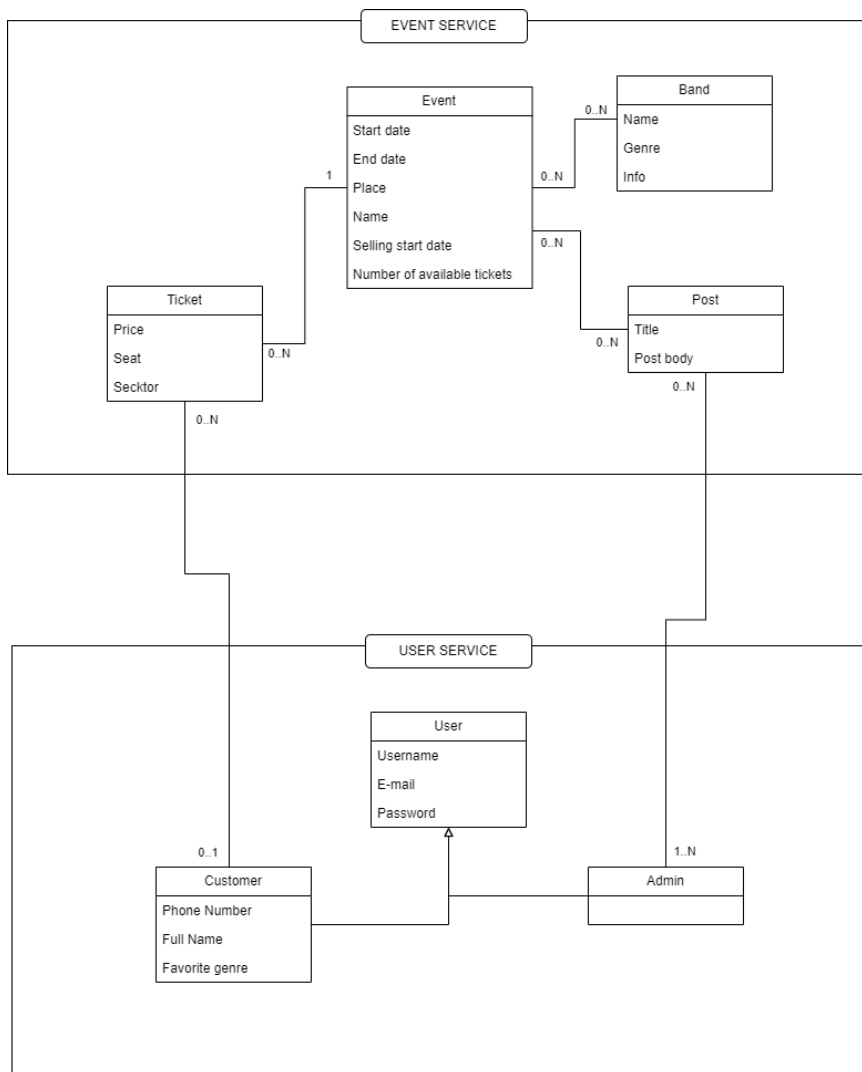 EVENT SERVICE
Event
Start date
End date
Place
Name
Selling start date
Number of available tickets
Band
Name
Genre
Info
0..N
0..N
1
0..N
Ticket
Price
Seat
Secktor
0..N
Post
Title
Post body
0..N
0..N
0..N
USER SERVICE
User
Username
E-mail
Password
0..1
1..N
Customer
Phone Number
Full Name
Favorite genre
Admin